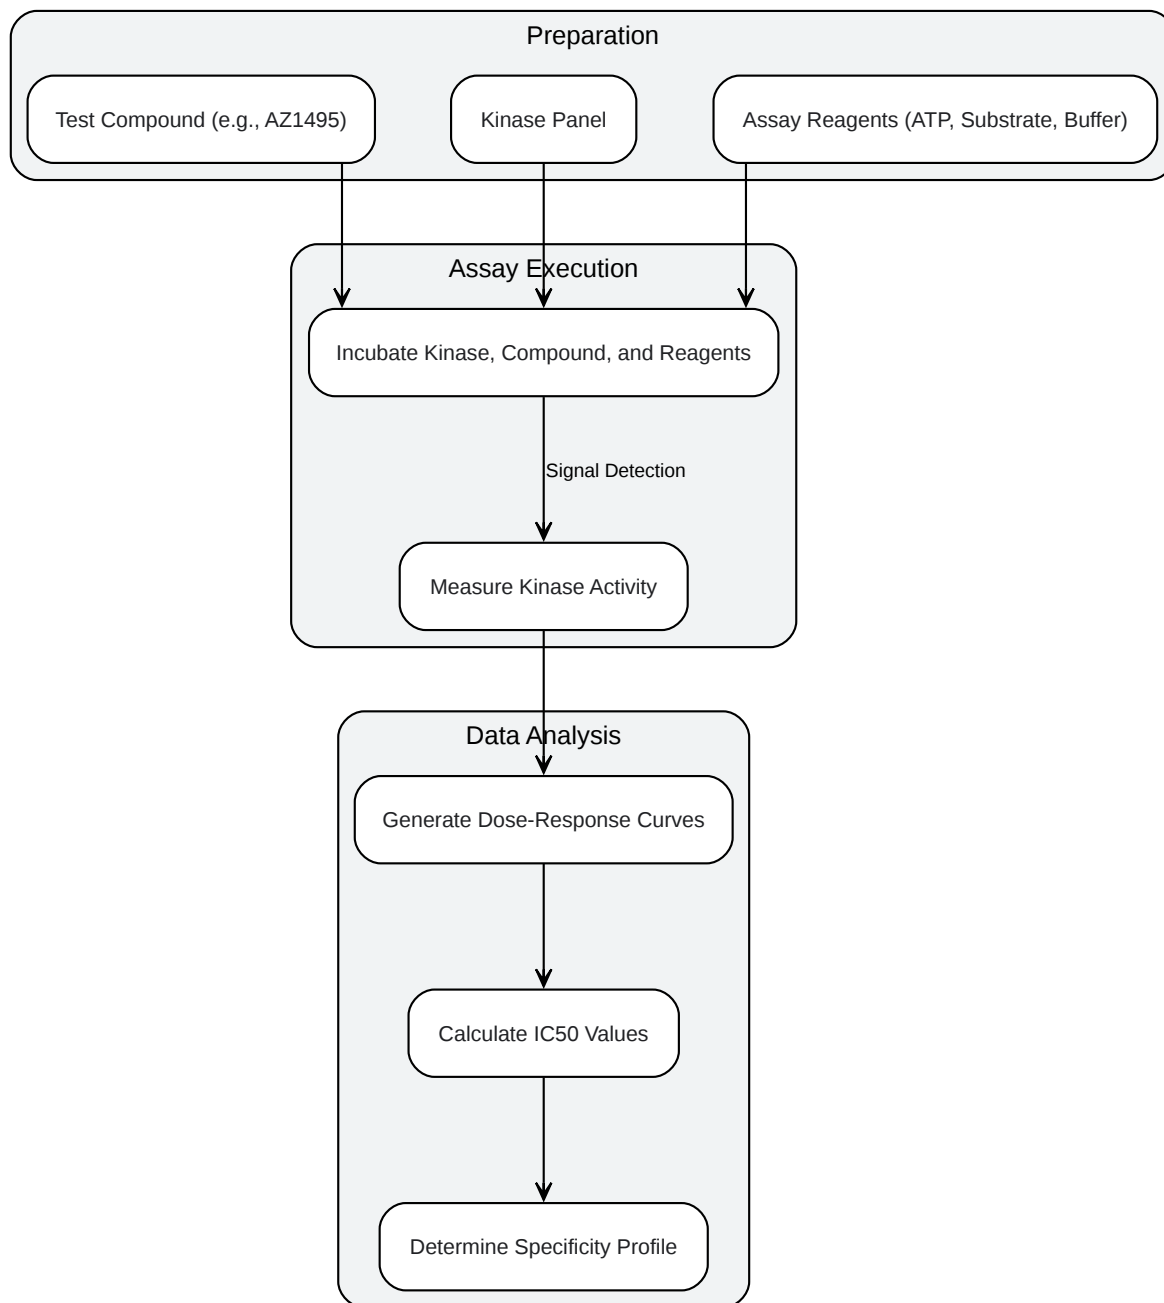 Preparation
Test Compound (e.g., AZ1495)
Kinase Panel
Assay Reagents (ATP, Substrate, Buffer)
Assay Execution
Incubate Kinase, Compound, and Reagents
Signal Detection
Measure Kinase Activity
Data Analysis
Generate Dose-Response Curves
Calculate IC50 Values
Determine Specificity Profile